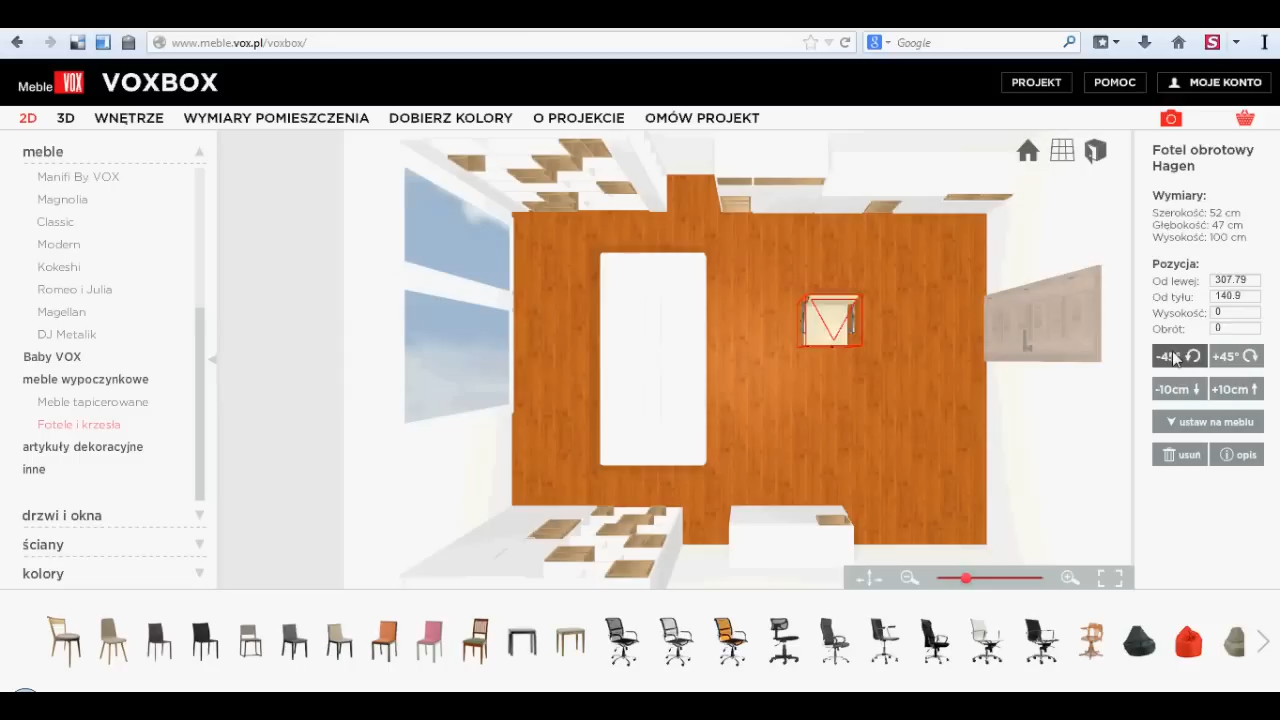 www.meble.vox.pl/voxbox/
Google
Meble VOX VOXBOX
PROJEKT
POMOC
MOJE KONTO
2D
3D
WNĘTRZE
WYMIARY POMIESZCZENIA
DOBIERZ KOLORY
O PROJEKCIE
OMÓW PROJEKT
meble
Manifi By VOX
Magnolia
Classic
Modern
Kokeshi
Romeo i Julia
Magellan
DJ Metalik
Baby VOX
meble wypoczynkowe
Meble tapicerowane
Fotele i krzesła
artykuły dekoracyjne
inne
drzwi i okna
ściany
kolory
Fotel obrotowy
Hagen
Wymiary:
Szerokość: 52 cm
Głębokość: 47 cm
Wysokość: 100 cm
Pozycja:
Od lewej: 307.79
Od tyłu: 140.9
Wysokość: 0
Obrót: 0
-45° +45°
-10cm +10cm
ustaw na meblu
usuń
opis